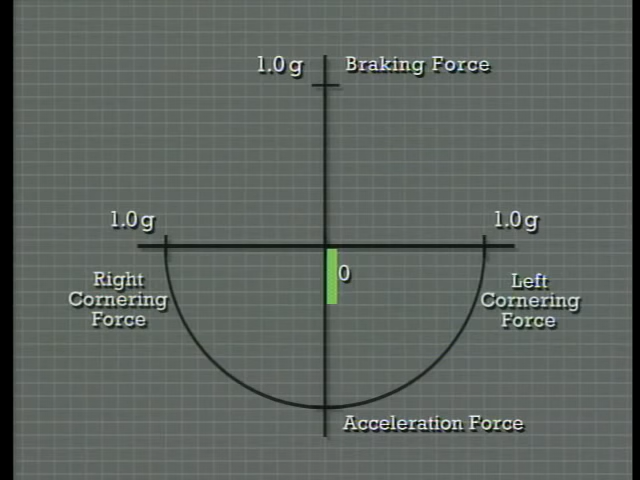 1.0 g Braking Force
1.0 g
1.0 g
0
Right
Cornering
Force
Left
Cornering
Force
Acceleration Force